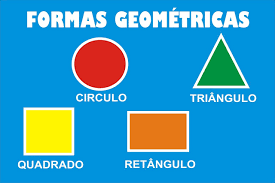 FORMAS GEOMÉTRICAS
CIRCULO
TRIÂNGULO
QUADRADO
RETÂNGULO